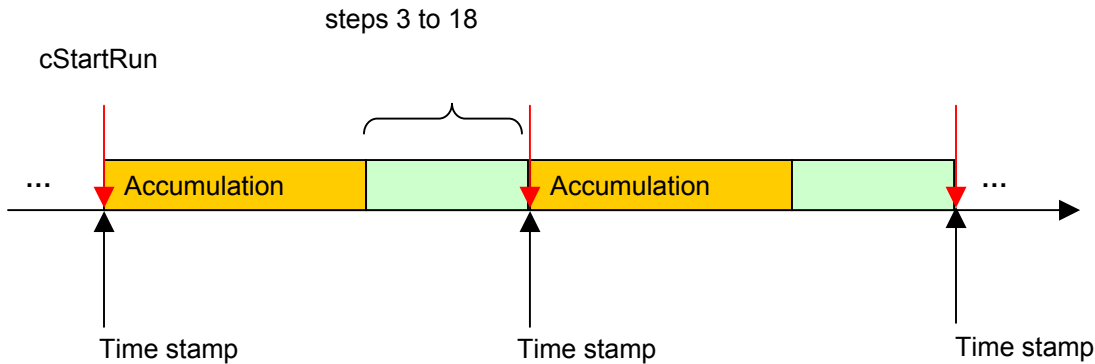 steps 3 to 18
cStartRun
... Accumulation Accumulation ...
Time stamp Time stamp Time stamp